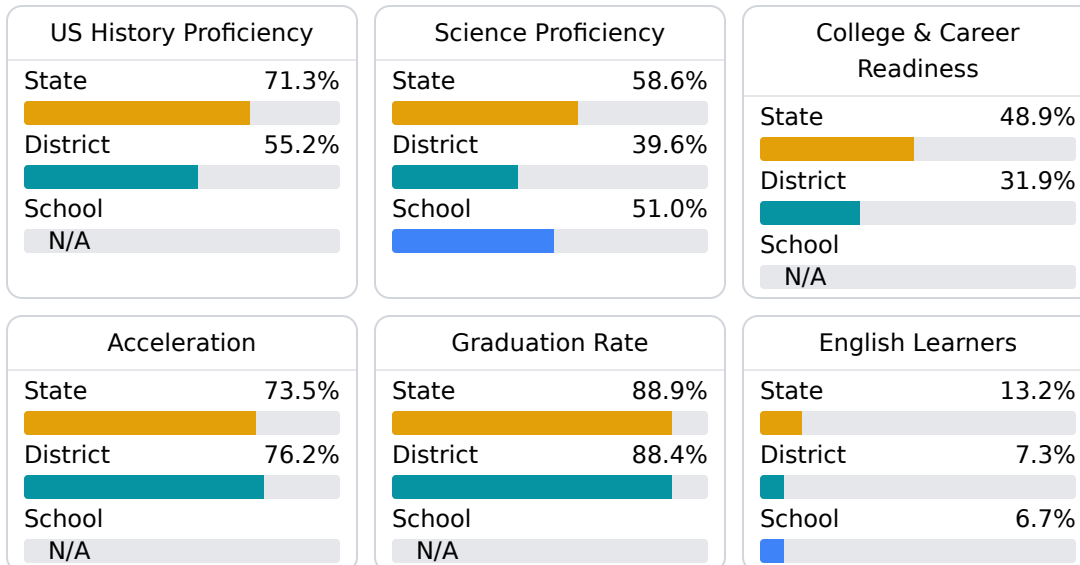 US History Proficiency
State 71.3%
District 55.2%
School
N/A
Science Proficiency
State 58.6%
District 39.6%
School 51.0%
College & Career
Readiness
State 48.9%
District 31.9%
School
N/A
Acceleration
State 73.5%
District 76.2%
School
N/A
Graduation Rate
State 88.9%
District 88.4%
School
N/A
English Learners
State 13.2%
District 7.3%
School 6.7%